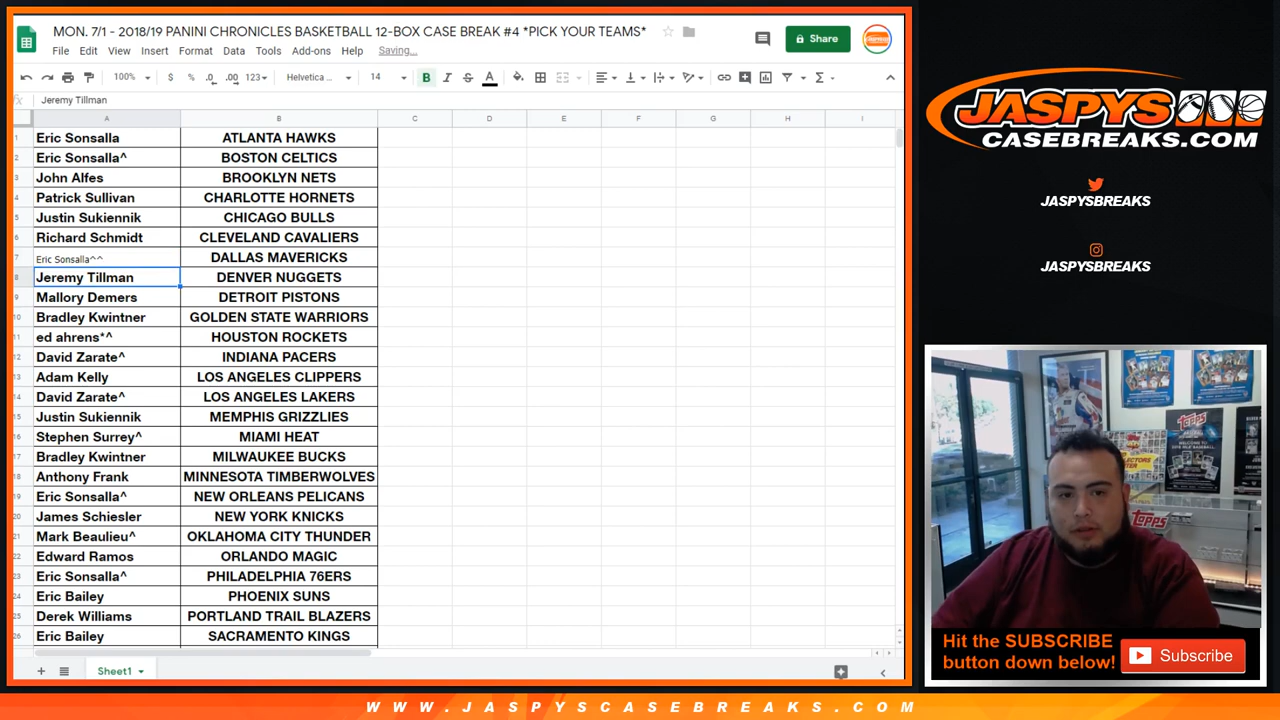 MON. 7/1 - 2018/19 PANINI CHRONICLES BASKETBALL 12-BOX CASE BREAK #4 *PICK YOUR TEAMS*
File Edit View Insert Format Data Tools Add-ons Help Saving...
Share
100% $ % .0 .00 123 Helvetica ... 14 B I S A
fx Jeremy Tillman
A B C D E F G H I
1 Eric Sonsalla ATLANTA HAWKS
2 Eric Sonsalla^ BOSTON CELTICS
3 John Alfes BROOKLYN NETS
4 Patrick Sullivan CHARLOTTE HORNETS
5 Justin Sukiennik CHICAGO BULLS
6 Richard Schmidt CLEVELAND CAVALIERS
7 Eric Sonsalla^^ DALLAS MAVERICKS
8 Jeremy Tillman DENVER NUGGETS
9 Mallory Demers DETROIT PISTONS
10 Bradley Kwintner GOLDEN STATE WARRIORS
11 ed ahrens*^ HOUSTON ROCKETS
12 David Zarate^ INDIANA PACERS
13 Adam Kelly LOS ANGELES CLIPPERS
14 David Zarate^ LOS ANGELES LAKERS
15 Justin Sukiennik MEMPHIS GRIZZLIES
16 Stephen Surrey^ MIAMI HEAT
17 Bradley Kwintner MILWAUKEE BUCKS
18 Anthony Frank MINNESOTA TIMBERWOLVES
19 Eric Sonsalla^ NEW ORLEANS PELICANS
20 James Schiesler NEW YORK KNICKS
21 Mark Beaulieu^ OKLAHOMA CITY THUNDER
22 Edward Ramos ORLANDO MAGIC
23 Eric Sonsalla^ PHILADELPHIA 76ERS
24 Eric Bailey PHOENIX SUNS
25 Derek Williams PORTLAND TRAIL BLAZERS
26 Eric Bailey SACRAMENTO KINGS
Sheet1
JASPYS
CASEBREAKS.COM
JASPYSBREAKS
JASPYSBREAKS
Topps
Topps
Hit the SUBSCRIBE
button down below!
Subscribe
WWW.JASPYSCASEBREAKS.COM